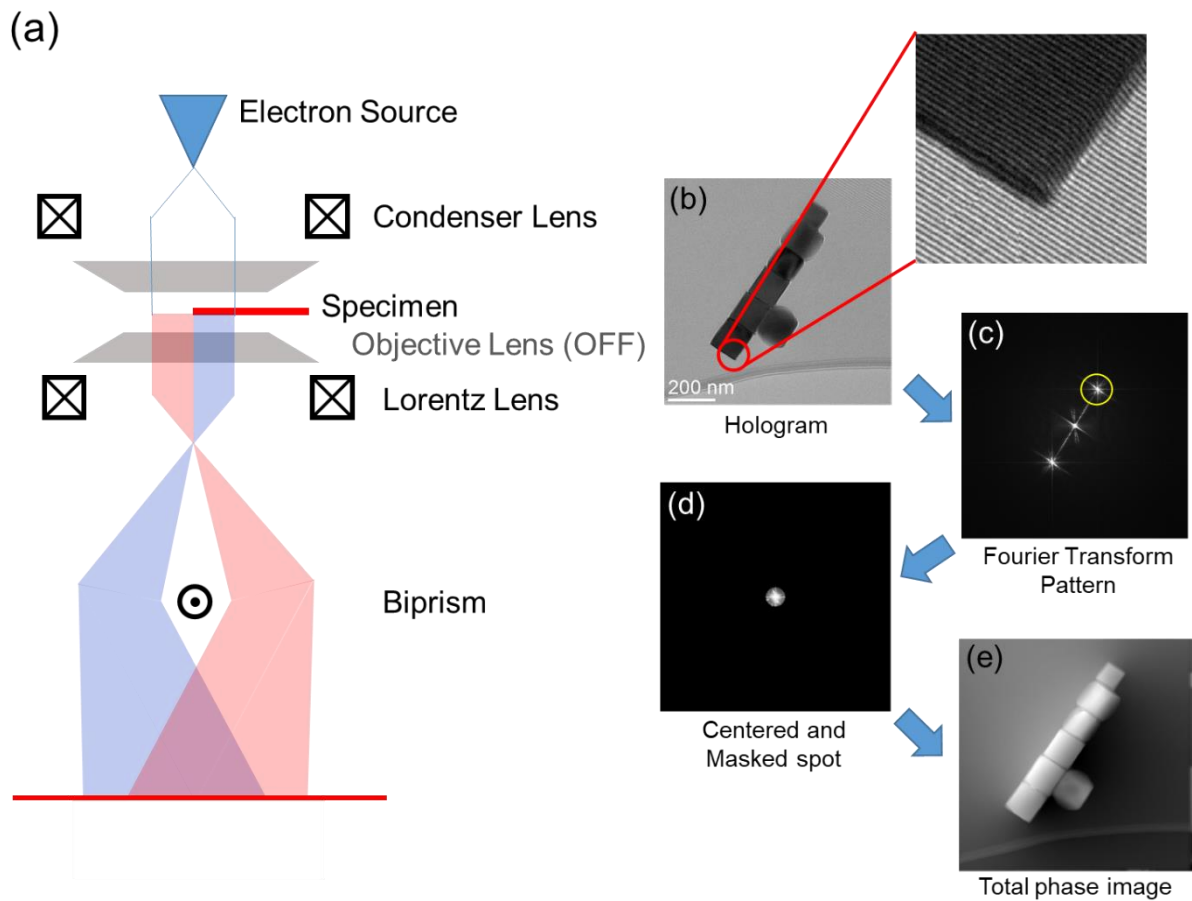 (a)
Electron Source
Condenser Lens
Specimen
Objective Lens (OFF)
Lorentz Lens
Biprism
(b)
200 nm
Hologram
(c)
Fourier Transform
Pattern
(d)
Centered and
Masked spot
(e)
Total phase image